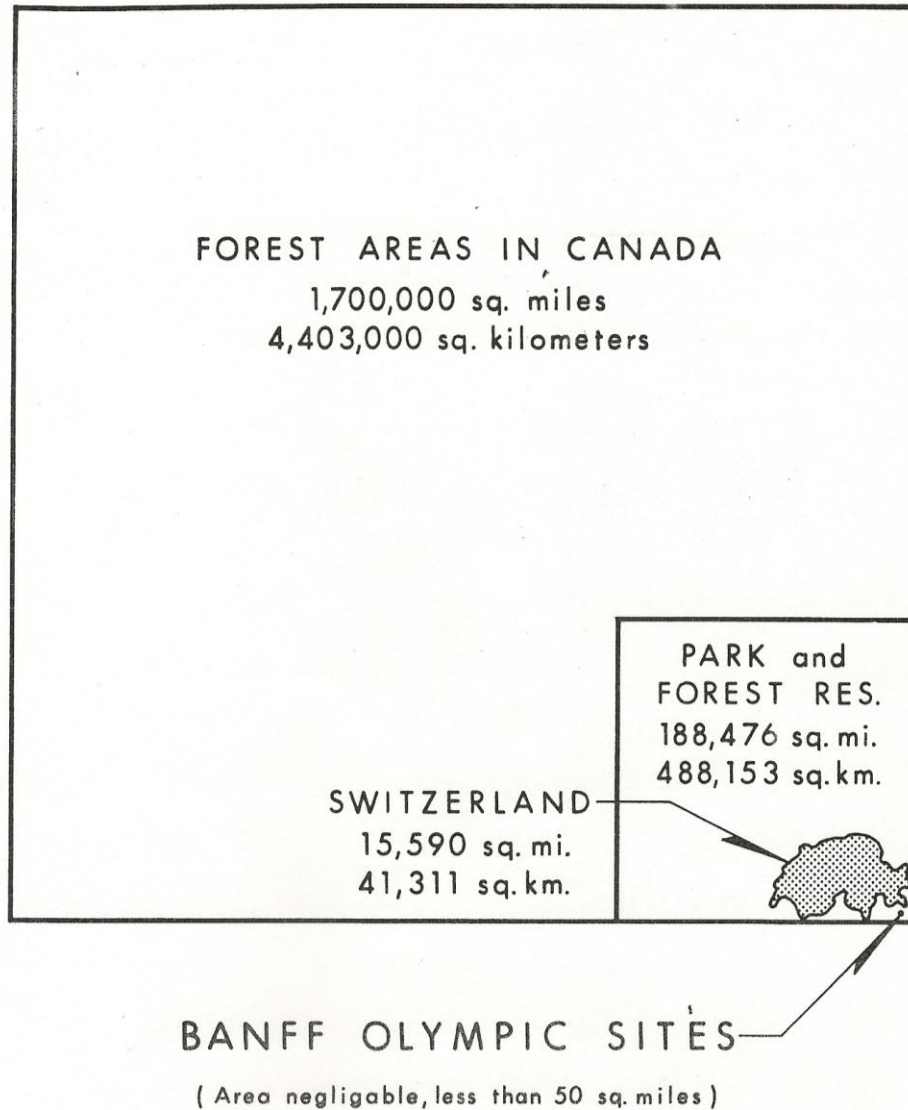 FOREST AREAS IN CANADA
1,700,000 sq. miles
4,403,000 sq. kilometers
PARK and
FOREST RES.
188,476 sq. mi.
488,153 sq. km.
SWITZERLAND
15,590 sq. mi.
41,311 sq. km.
BANFF OLYMPIC SITES
( Area negligable, less than 50 sq. miles )